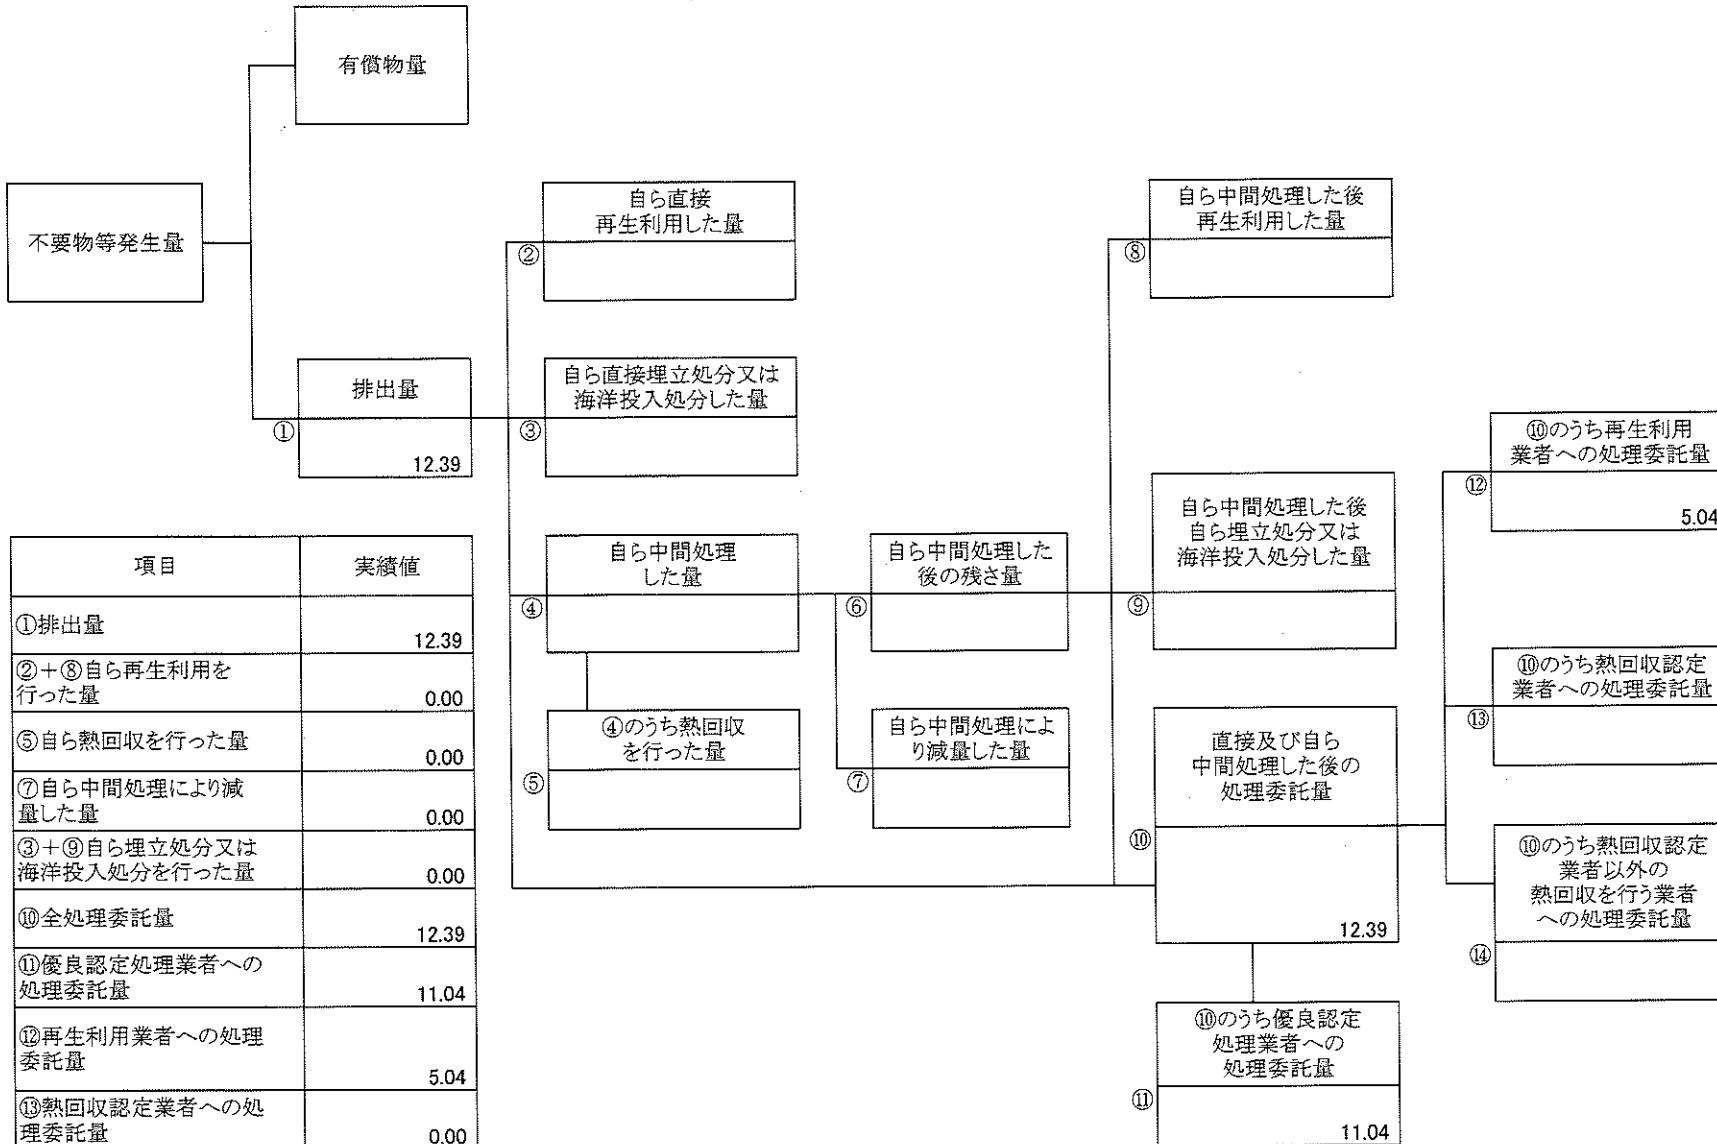 有償物量
不要物等発生量
自ら直接
再生利用した量
②
自ら中間処理した後
再生利用した量
⑧
排出量
①
12.39
自ら直接埋立処分又は
海洋投入処分した量
③
⑩のうち再生利用
業者への処理委託量
⑫
5.04
自ら中間処理
した量
④
自ら中間処理した
後の残さ量
⑥
自ら中間処理した後
自ら埋立処分又は
海洋投入処分した量
⑨
⑩のうち熱回収認定
業者への処理委託量
⑬
④のうち熱回収
を行った量
⑤
自ら中間処理によ
り減量した量
⑦
直接及び自ら
中間処理した後の
処理委託量
⑩
12.39
⑩のうち熱回収認定
業者以外の
熱回収を行う業者
への処理委託量
⑭
⑩のうち優良認定
処理業者への
処理委託量
⑪
11.04
項目 実績値
①排出量
12.39
②+⑧自ら再生利用を
行った量
0.00
⑤自ら熱回収を行った量
0.00
⑦自ら中間処理により減
量した量
0.00
③+⑨自ら埋立処分又は
海洋投入処分を行った量
0.00
⑩全処理委託量
12.39
⑪優良認定処理業者への
処理委託量
11.04
⑫再生利用業者への処理
委託量
5.04
⑬熱回収認定業者への処
理委託量
0.00